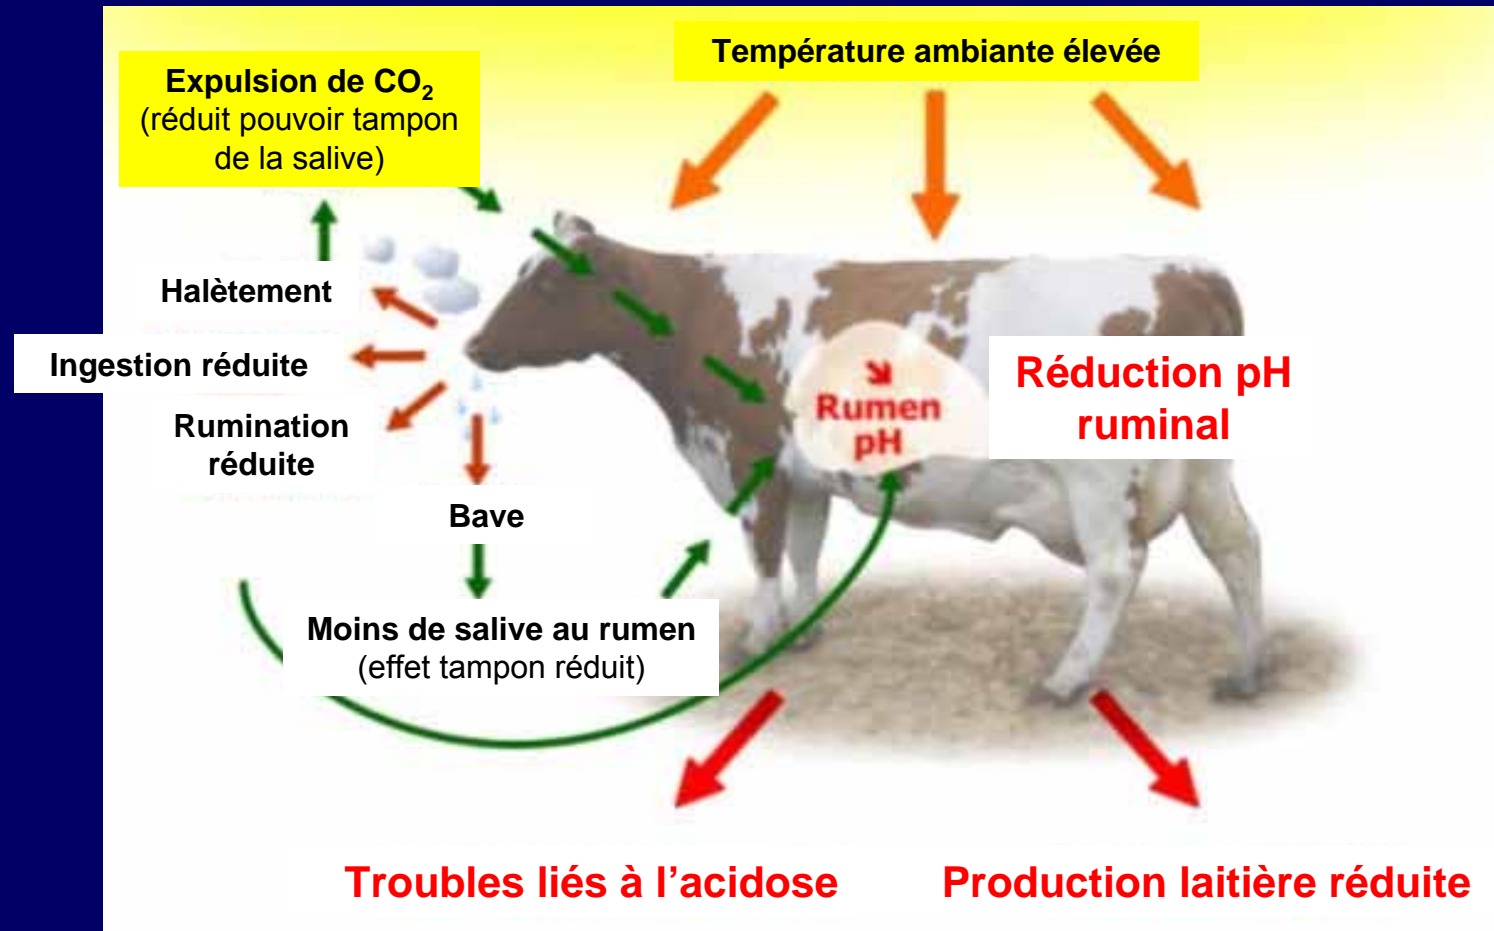 Température ambiante élevée
Expulsion de CO₂
(réduit pouvoir tampon
de la salive)
Halètement
Ingestion réduite
Rumination
réduite
Bave
Moins de salive au rumen
(effet tampon réduit)
➘
Rumen
pH
Réduction pH
ruminal
Troubles liés à l’acidose
Production laitière réduite